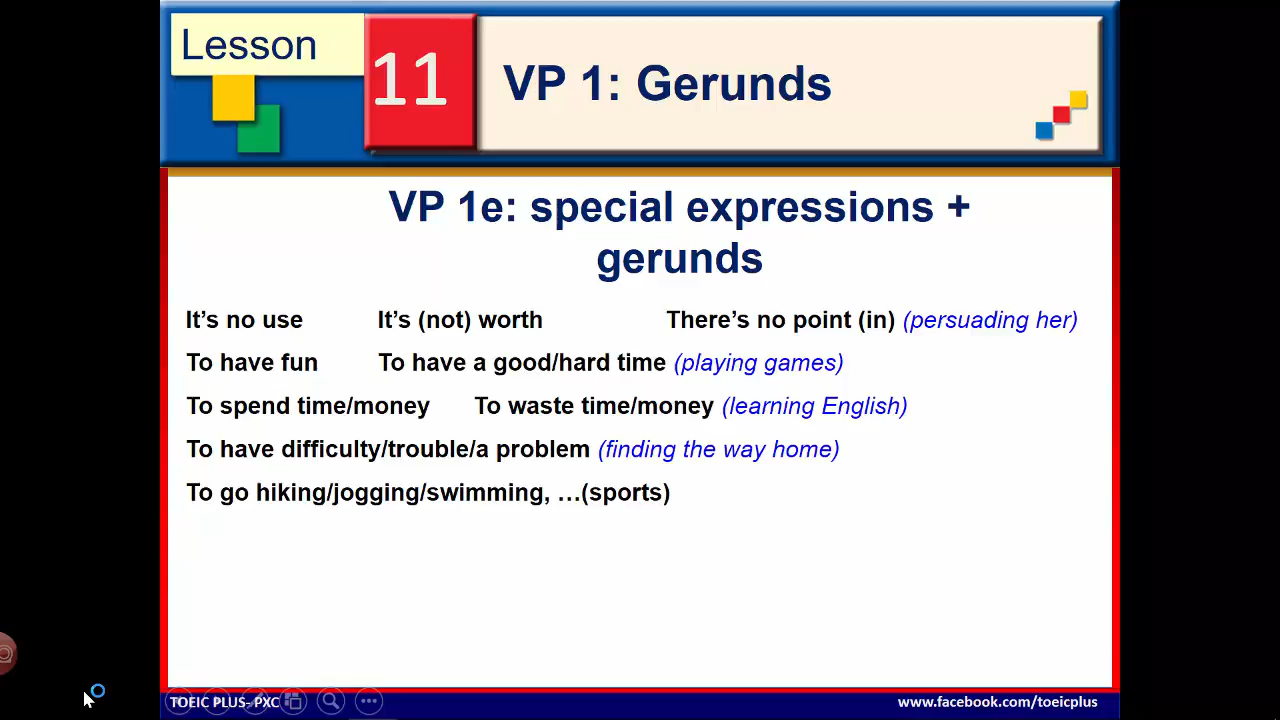 Lesson
11
VP 1: Gerunds
VP 1e: special expressions +
gerunds
It’s no use It’s (not) worth There’s no point (in) (persuading her)
To have fun To have a good/hard time (playing games)
To spend time/money To waste time/money (learning English)
To have difficulty/trouble/a problem (finding the way home)
To go hiking/jogging/swimming, …(sports)
TOEIC PLUS- PXC www.facebook.com/toeicplus